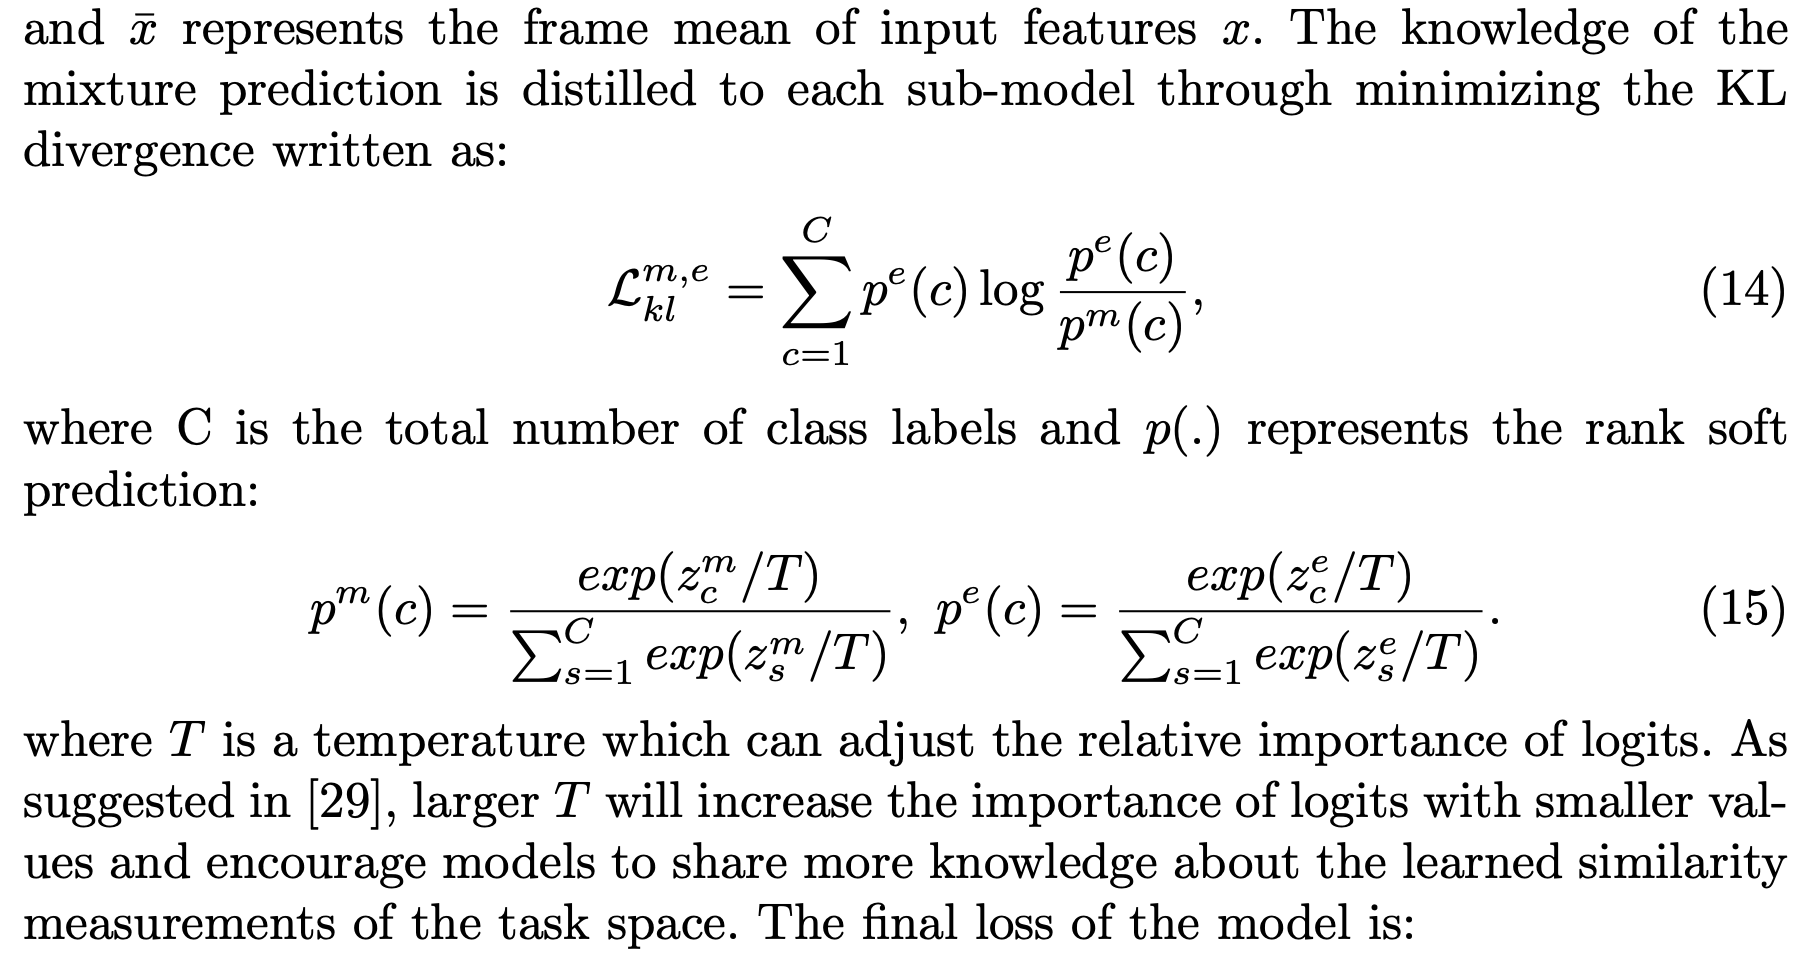 and x̄ represents the frame mean of input features x. The knowledge of the
mixture prediction is distilled to each sub-model through minimizing the KL
divergence written as:
$\mathcal{L}_{kl}^{m,e} = \sum_{c=1}^{C} p^e(c) \log \frac{p^e(c)}{p^m(c)},$ (14)
where C is the total number of class labels and p(.) represents the rank soft
prediction:
$p^m(c) = \frac{exp(z_c^m/T)}{\sum_{s=1}^{C} exp(z_s^m/T)}, \; p^e(c) = \frac{exp(z_c^e/T)}{\sum_{s=1}^{C} exp(z_s^e/T)}.$ (15)
where T is a temperature which can adjust the relative importance of logits. As
suggested in [29], larger T will increase the importance of logits with smaller val-
ues and encourage models to share more knowledge about the learned similarity
measurements of the task space. The final loss of the model is: